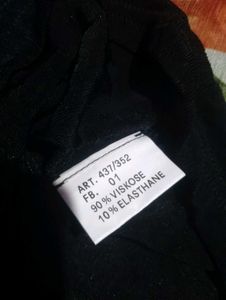 ART. 437/352
FB. 01
90% VISKOSE
10% ELASTHANE